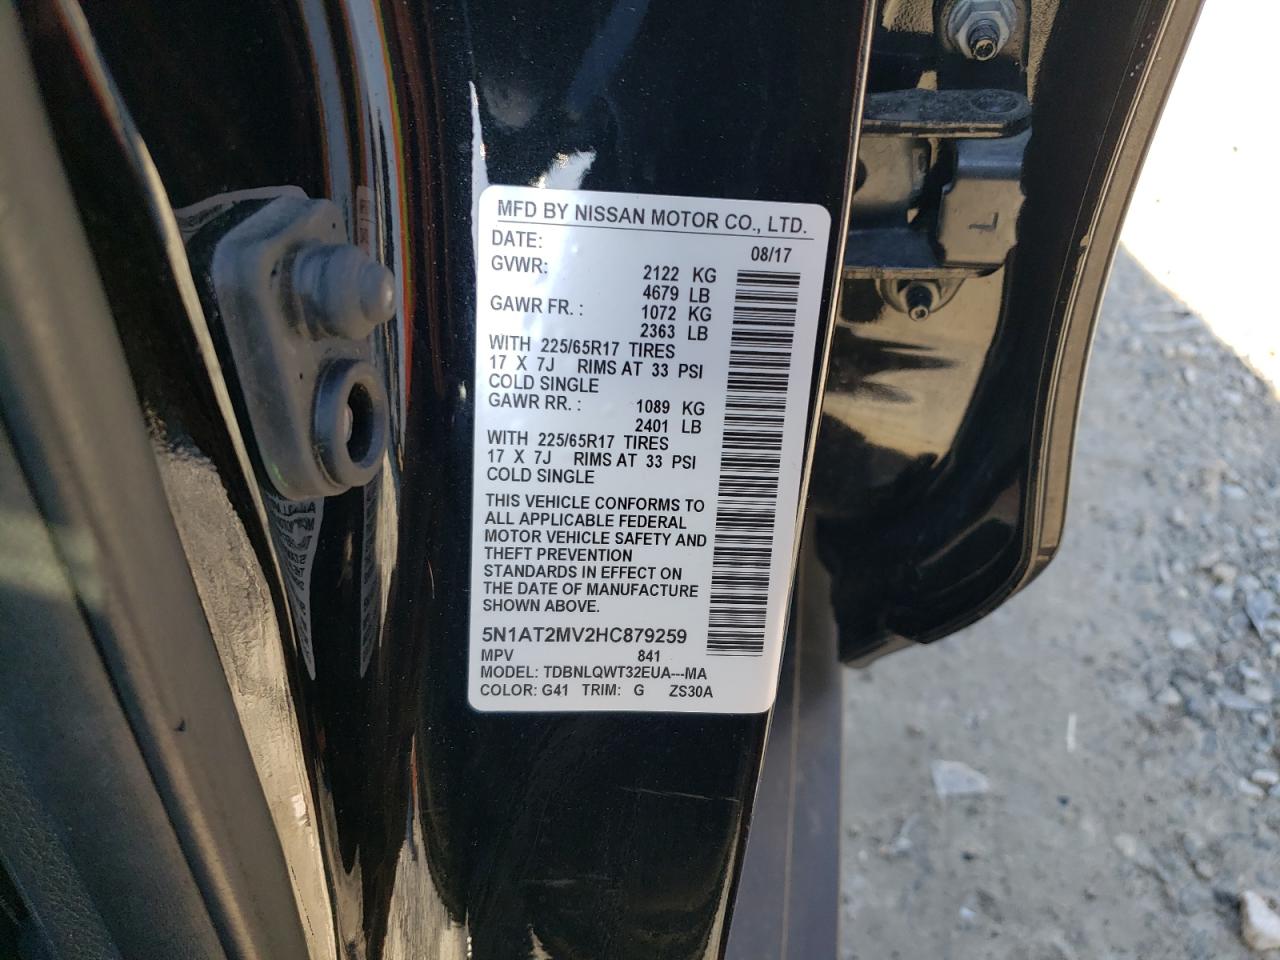 MFD BY NISSAN MOTOR CO., LTD.
DATE: 08/17
GVWR: 2122 KG
4679 LB
GAWR FR. : 1072 KG
2363 LB
WITH 225/65R17 TIRES
17 X 7J RIMS AT 33 PSI
COLD SINGLE
GAWR RR. : 1089 KG
2401 LB
WITH 225/65R17 TIRES
17 X 7J RIMS AT 33 PSI
COLD SINGLE
THIS VEHICLE CONFORMS TO
ALL APPLICABLE FEDERAL
MOTOR VEHICLE SAFETY AND
THEFT PREVENTION
STANDARDS IN EFFECT ON
THE DATE OF MANUFACTURE
SHOWN ABOVE.
5N1AT2MV2HC879259
MPV 841
MODEL: TDBNLQWT32EUA---MA
COLOR: G41 TRIM: G ZS30A
L